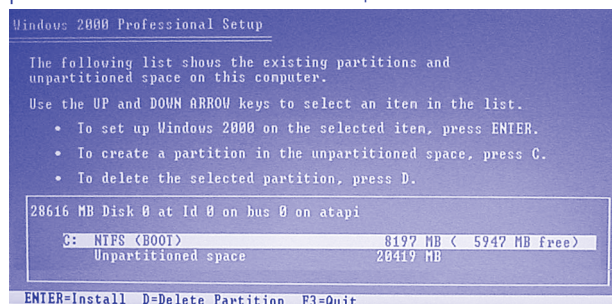 Windows 2000 Professional Setup
The following list shows the existing partitions and
unpartitioned space on this computer.
Use the UP and DOWN ARROW keys to select an item in the list.
• To set up Windows 2000 on the selected item, press ENTER.
• To create a partition in the unpartitioned space, press C.
• To delete the selected partition, press D.
28616 MB Disk 0 at Id 0 on bus 0 on atapi
C: NTFS (BOOT) 8197 MB ( 5947 MB free)
Unpartitioned space 20419 MB
ENTER=Install D=Delete Partition F3=Quit